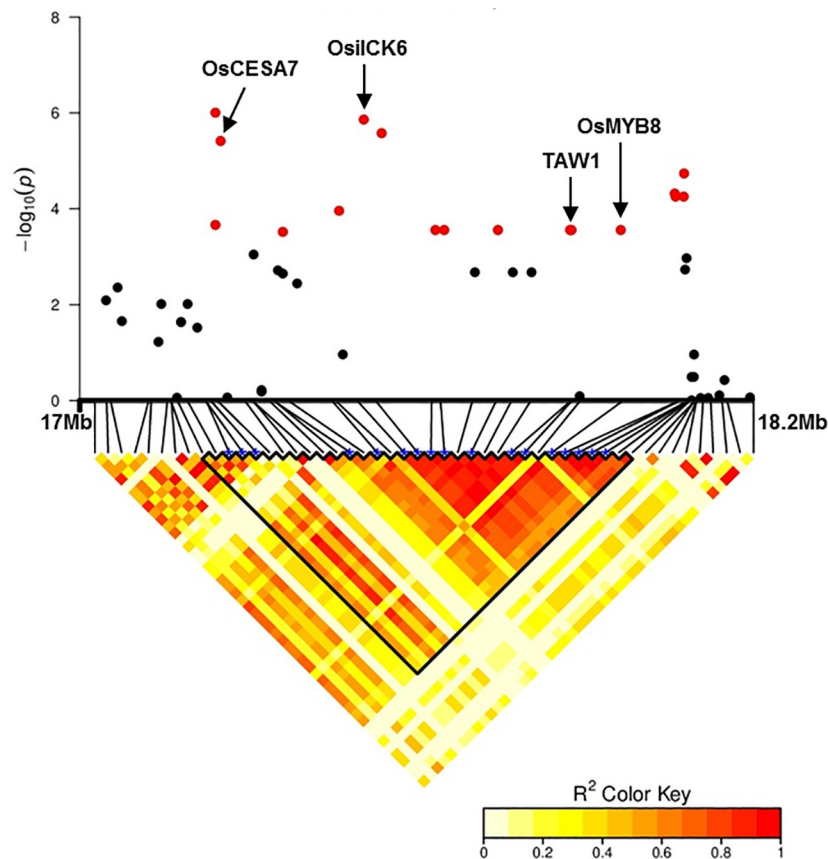 8
OsiICK6
OsCESA7
6
OsMYB8
TAW1
−log10(p)
4
2
0
17Mb
18.2Mb
R2 Color Key
0 0.2 0.4 0.6 0.8 1